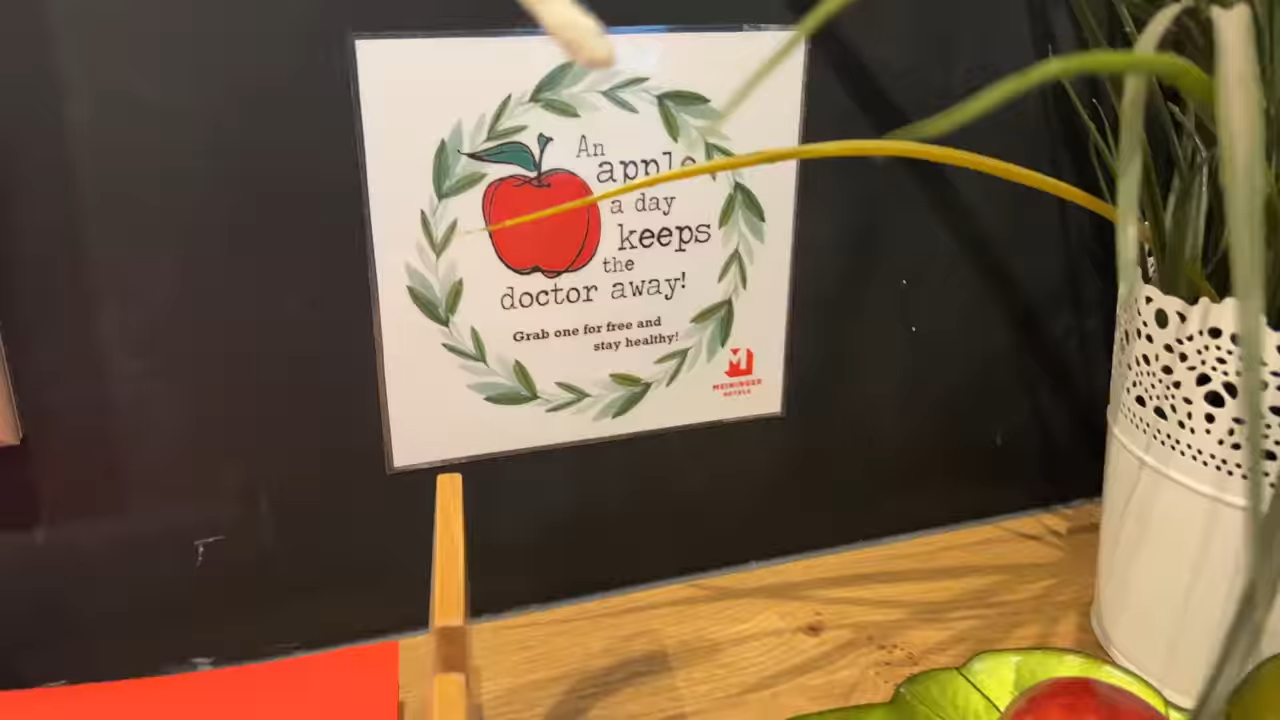 An
apple
a day
keeps
the
doctor away!
Grab one for free and
stay healthy!
M
MEININGER
HOTELS